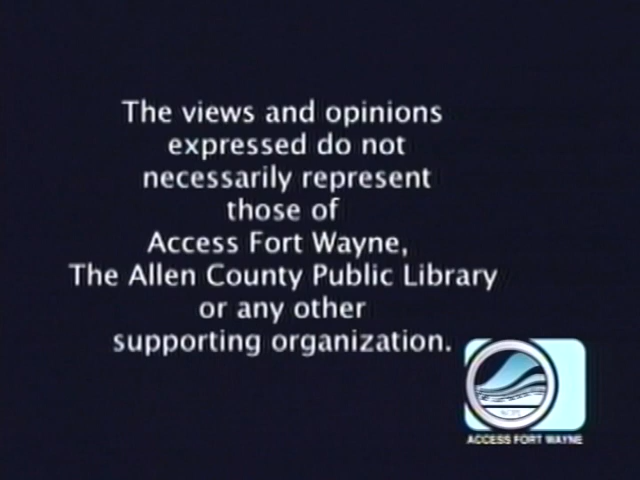 The views and opinions
expressed do not
necessarily represent
those of
Access Fort Wayne,
The Allen County Public Library
or any other
supporting organization.
ACCESS FORT WAYNE